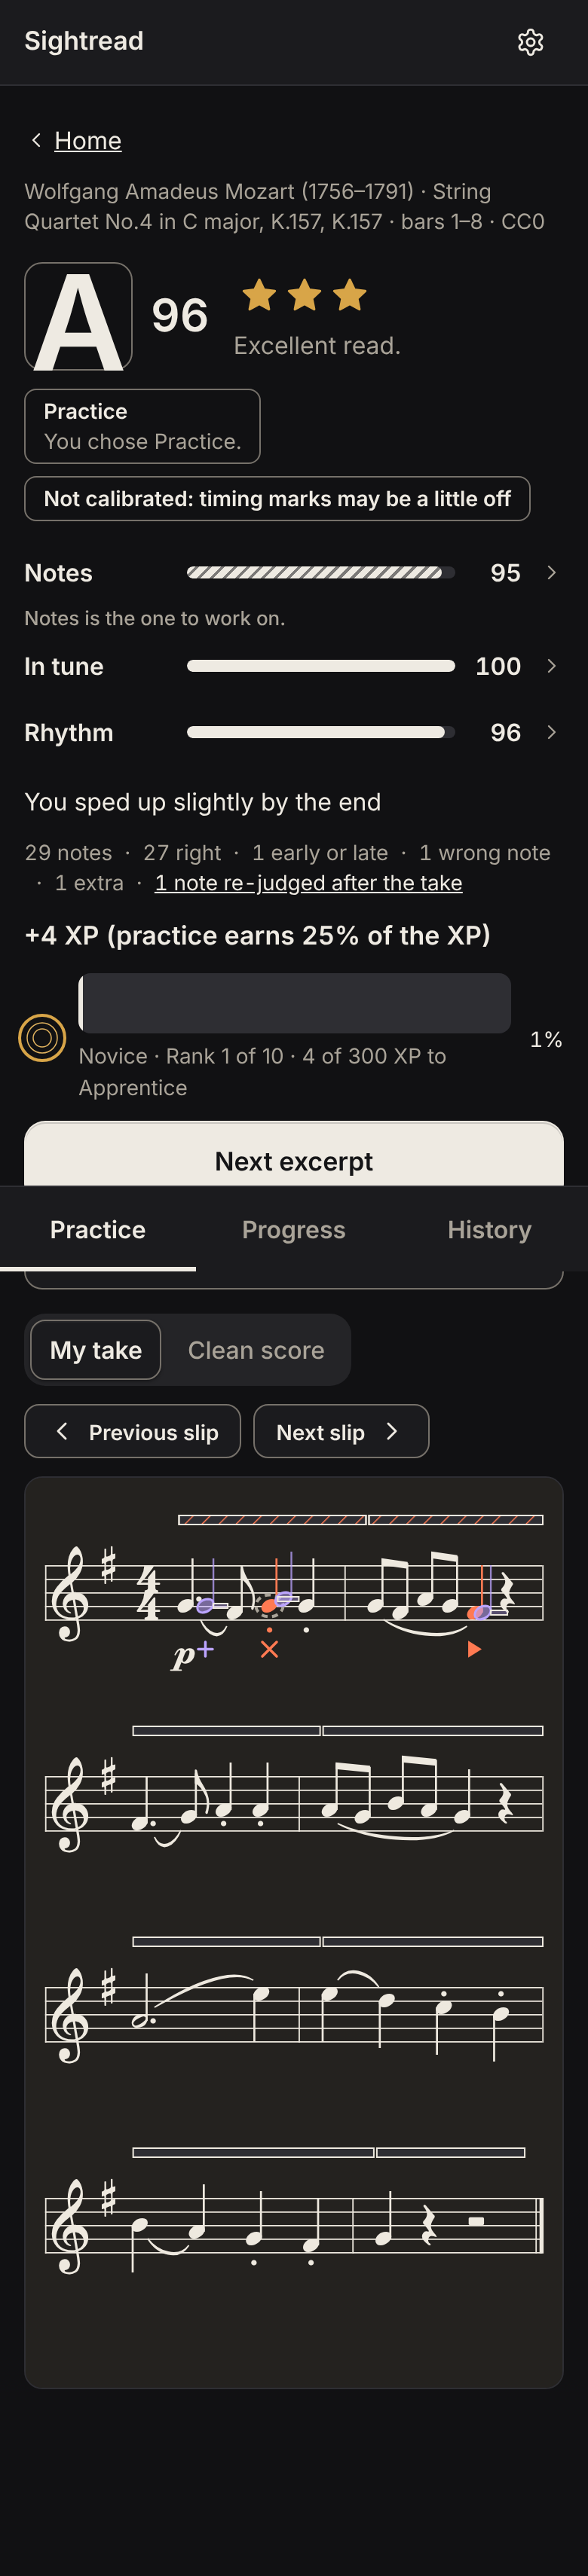 Sightread
Home
Wolfgang Amadeus Mozart (1756–1791) · String
Quartet No.4 in C major, K.157, K.157 · bars 1–8 · CC0
A
96
Excellent read.
Practice
You chose Practice.
Not calibrated: timing marks may be a little off
Notes 95
Notes is the one to work on.
In tune 100
Rhythm 96
You sped up slightly by the end
29 notes · 27 right · 1 early or late · 1 wrong note
· 1 extra · 1 note re-judged after the take
+4 XP (practice earns 25% of the XP)
1%
Novice · Rank 1 of 10 · 4 of 300 XP to
Apprentice
Next excerpt
Practice Progress History
My take Clean score
Previous slip Next slip
4
4
p